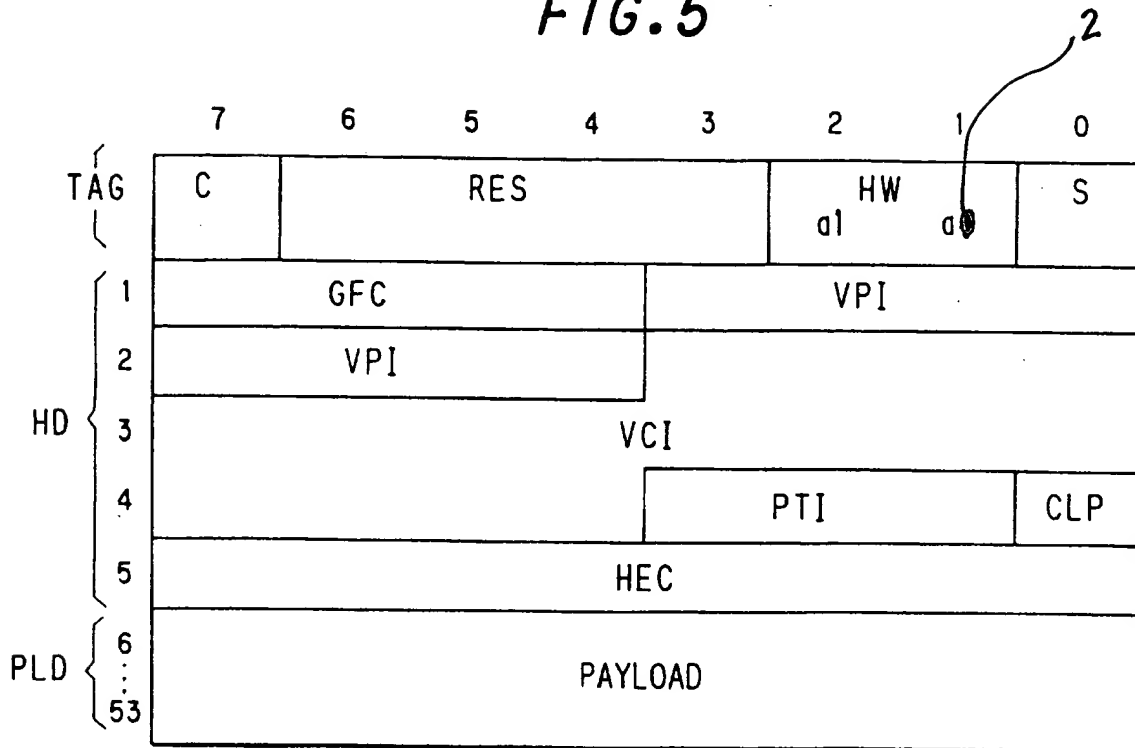 FIG. 5
2
7 6 5 4 3 2 1 0
TAG C RES HW S
a1 a
1 GFC VPI
2 VPI
HD 3 VCI
4 PTI CLP
5 HEC
6
PLD PAYLOAD
53